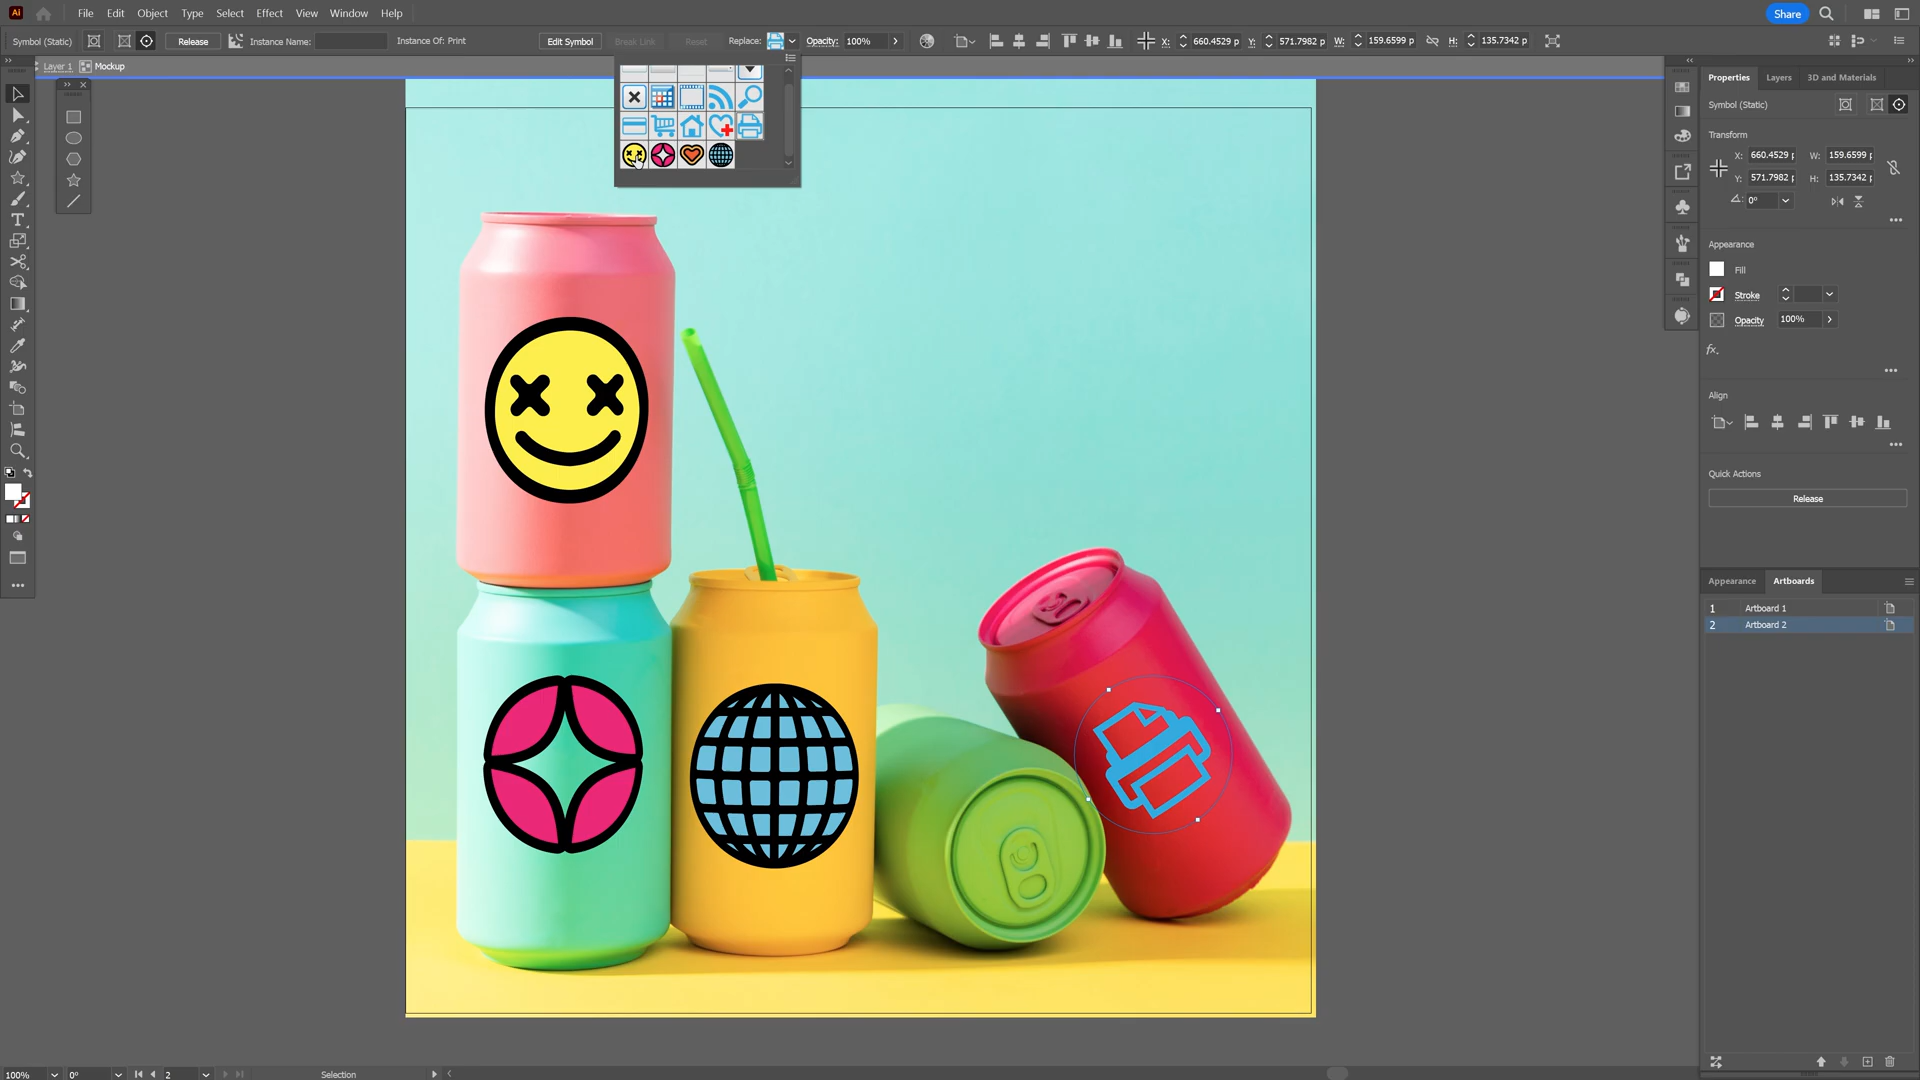 Ai File Edit Object Type Select Effect View Window Help Share
Symbol (Static) Release Instance Name: Instance Of: Print Edit Symbol Break Link Reset Replace: Opacity: 100% X: 660.4529 p Y: 571.7982 p W: 159.6599 p H: 135.7342 p
Layer 1 Mockup
Properties Layers 3D and Materials
Symbol (Static)
Transform
X: 660.4529 p W: 159.6599 p
Y: 571.7982 p H: 135.7342 p
0°
Appearance
Fill
Stroke
Opacity 100%
fx.
Align
Quick Actions
Release
Appearance Artboards
1 Artboard 1
2 Artboard 2
100% 0° 2 Selection